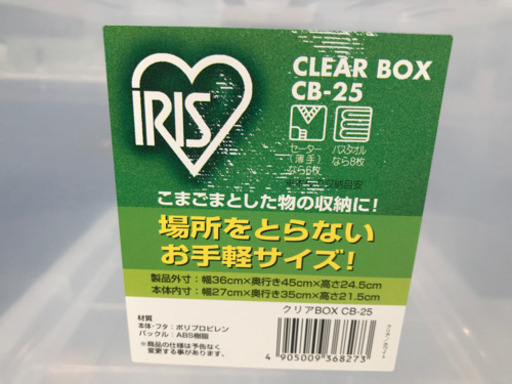 IRIS
CLEAR BOX
CB-25
セーター
(薄手)
なら6枚
バスタオル
なら8枚
こまごまとした物の収納に!
場所をとらない
お手軽サイズ!
製品外寸：幅36cm×奥行き45cm×高さ24.5cm
本体内寸：幅27cm×奥行き35cm×高さ21.5cm
材質
本体・フタ：ポリプロピレン
バックル：ABS樹脂
※商品の仕様は予告なく
変更する事があります。
クリアBOX CB-25
4 905009 368273
クリア/ホワイト